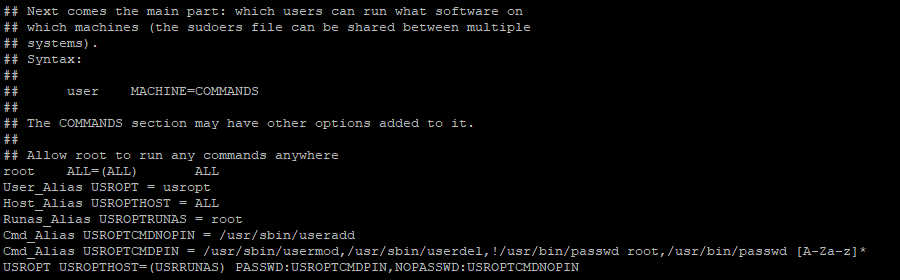 ## Next comes the main part: which users can run what software on
## which machines (the sudoers file can be shared between multiple
## systems).
## Syntax:
##
##      user    MACHINE=COMMANDS
##
## The COMMANDS section may have other options added to it.
##
## Allow root to run any commands anywhere
root    ALL=(ALL)       ALL
User_Alias USROPT = usropt
Host_Alias USROPTHOST = ALL
Runas_Alias USROPTRUNAS = root
Cmd_Alias USROPTCMDNOPIN = /usr/sbin/useradd
Cmd_Alias USROPTCMDPIN = /usr/sbin/usermod,/usr/sbin/userdel,!/usr/bin/passwd root,/usr/bin/passwd [A-Za-z]*
USROPT USROPTHOST=(USRRUNAS) PASSWD:USROPTCMDPIN,NOPASSWD:USROPTCMDNOPIN